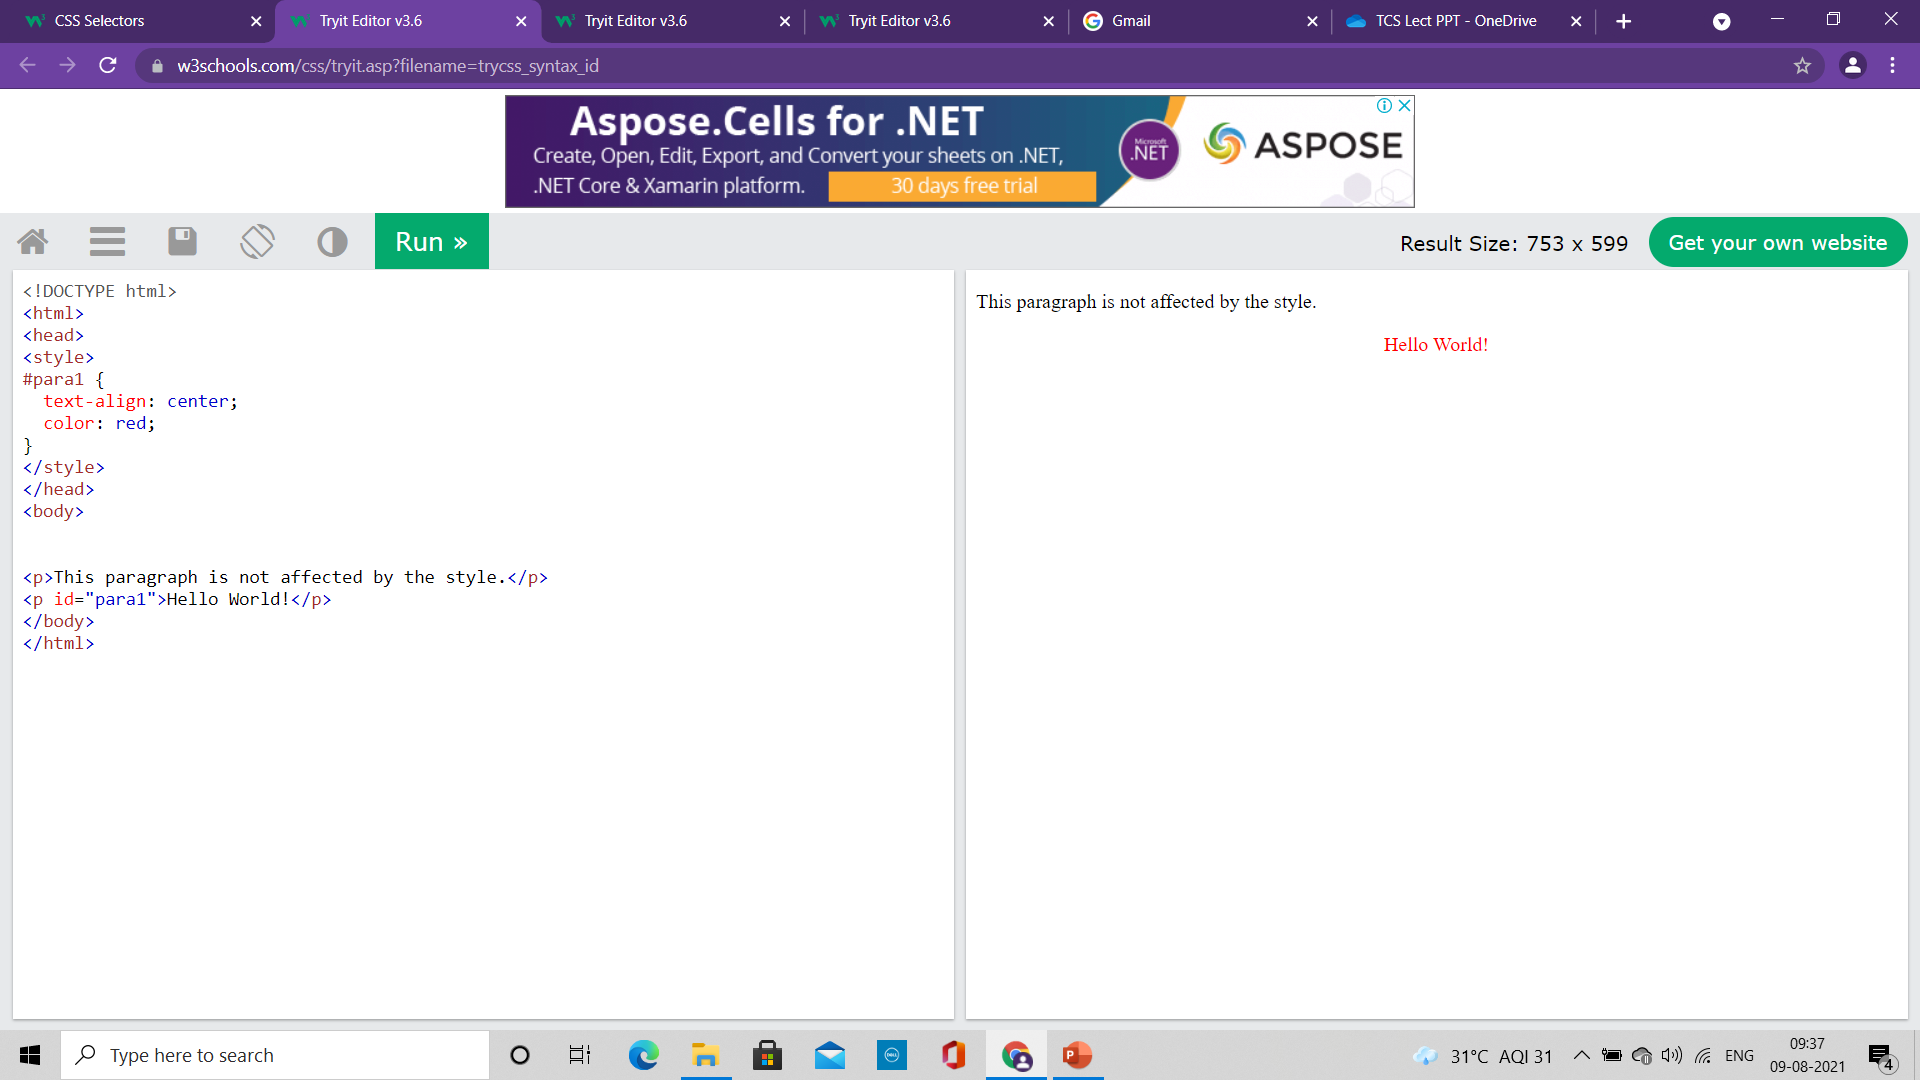 CSS Selectors
Tryit Editor v3.6
Tryit Editor v3.6
Tryit Editor v3.6
Gmail
TCS Lect PPT - OneDrive
w3schools.com/css/tryit.asp?filename=trycss_syntax_id
Aspose.Cells for .NET
Create, Open, Edit, Export, and Convert your sheets on .NET,
.NET Core & Xamarin platform.
30 days free trial
Microsoft
.NET
ASPOSE
Run »
Result Size: 753 x 599
Get your own website
<!DOCTYPE html>
<html>
<head>
<style>
#para1 {
  text-align: center;
  color: red;
}
</style>
</head>
<body>
<p>This paragraph is not affected by the style.</p>
<p id="para1">Hello World!</p>
</body>
</html>
This paragraph is not affected by the style.
Hello World!
Type here to search
DELL
31°C AQI 31
ENG
09:37
09-08-2021
4